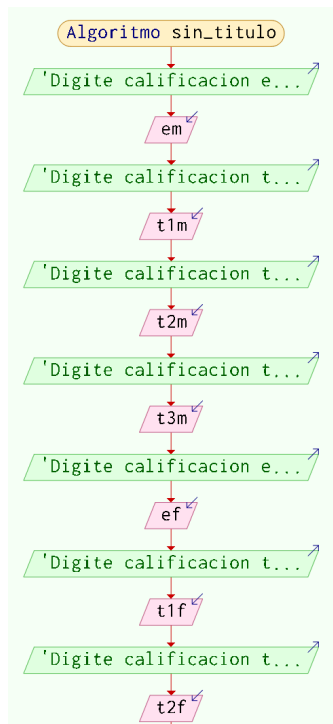 Algoritmo sin_titulo
'Digite calificacion e...
em
'Digite calificacion t...
t1m
'Digite calificacion t...
t2m
'Digite calificacion t...
t3m
'Digite calificacion e...
ef
'Digite calificacion t...
t1f
'Digite calificacion t...
t2f